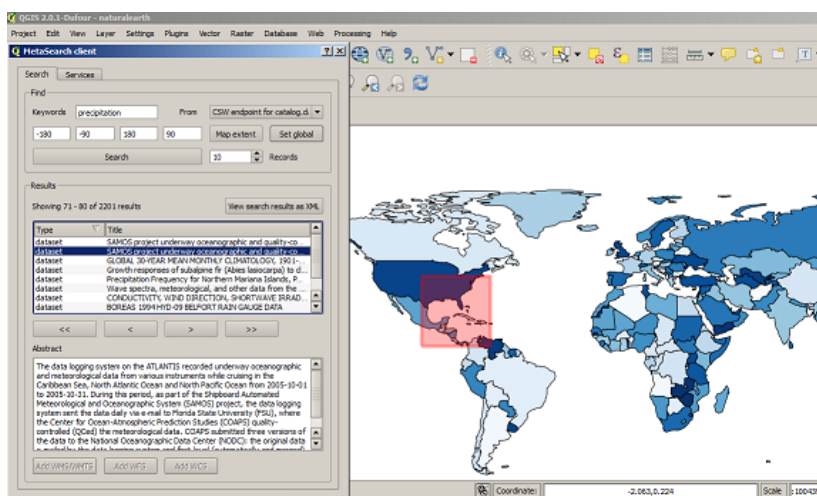 QGIS 2.0.1-Dufour - naturalearth
Project Edit View Layer Settings Plugins Vector Raster Database Web Processing Help
MetaSearch client
Search Services
Find
Keywords precipitation From CSW endpoint for catalog.d
-180 -90 180 90 Map extent Set global
Search 10 Records
Results
Showing 71 - 80 of 2201 results View search results as XML
Type Title
dataset SAMOS project underway oceanographic and quality-co
dataset SAMOS project underway oceanographic and quality-co
dataset GLOBAL 30-YEAR MEAN MONTHLY CLIMATOLOGY, 1901-
dataset Growth responses of subalpine fir (Abies lasiocarpa) to d
dataset Precipitation Frequency for Northern Mariana Islands, P
dataset Wave spectra, meteorological, and other data from the
dataset CONDUCTIVITY, WIND DIRECTION, SHORTWAVE IRRAD
dataset BOREAS 1994 HYD-09 BELFORT RAIN GAUGE DATA
<< < > >>
Abstract
The data logging system on the ATLANTIS recorded underway oceanographic
and meteorological data from various instruments while cruising in the
Caribbean Sea, North Atlantic Ocean and North Pacific Ocean from 2005-10-01
to 2005-10-31. During this period, as part of the Shipboard Automated
Meteorological and Oceanographic System (SAMOS) project, the data logging
system sent the data daily via e-mail to Florida State University (FSU), where
the Center for Ocean-Atmospheric Prediction Studies (COAPS) quality-
controlled (QCed) the meteorological data. COAPS submitted three versions of
the data to the National Oceanographic Data Center (NODC): the original data
Add WMS/WMTS Add WFS Add WCS
Coordinate: -2.063,0.224 Scale